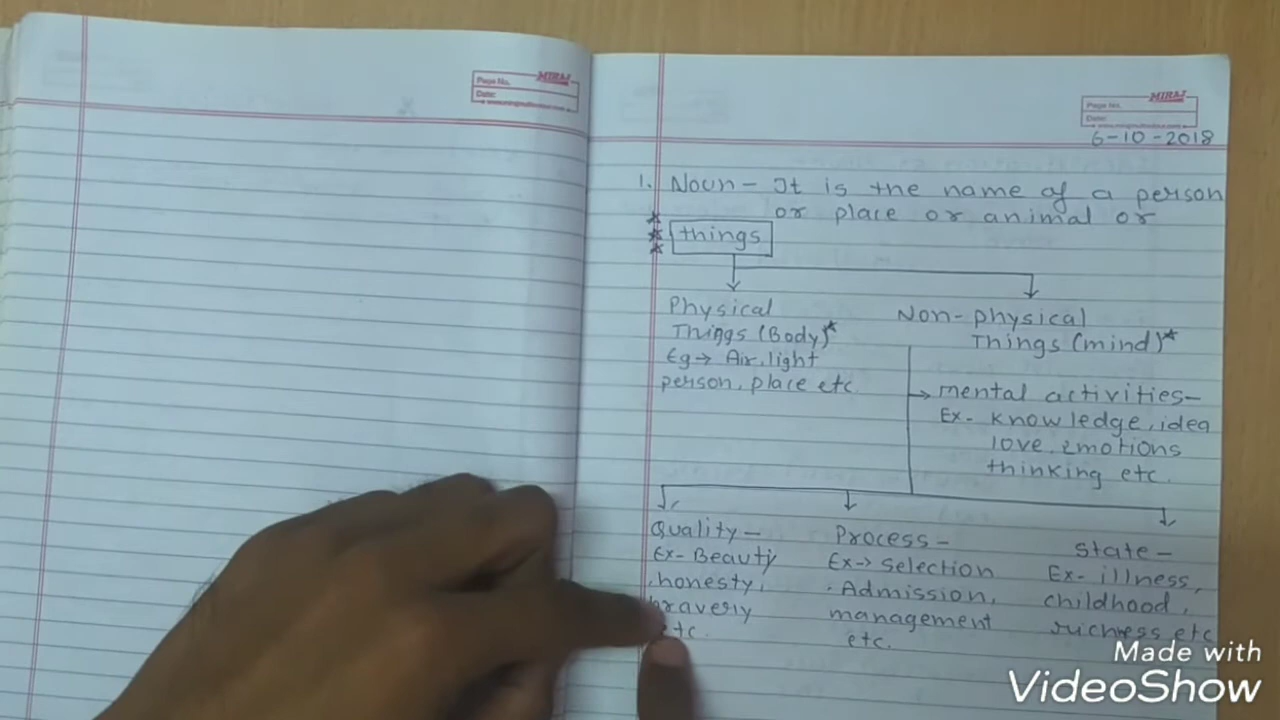 Page No.
Date:
MIRAJ
Page No.
Date:
MIRAJ
6-10-2018
1. Noun - It is the name of a person
or place or animal or
things
Physical
Things (Body)*
Eg→ Air, light
person, place etc
Non-physical
Things (mind)*
mental activities-
Ex- knowledge, idea
love, emotions
thinking etc.
Quality-
Ex- Beauty
honesty,
bravery
etc.
Process-
Ex→ selection
Admission,
management
etc.
State-
Ex- illness,
childhood,
richness etc
Made with
VideoShow